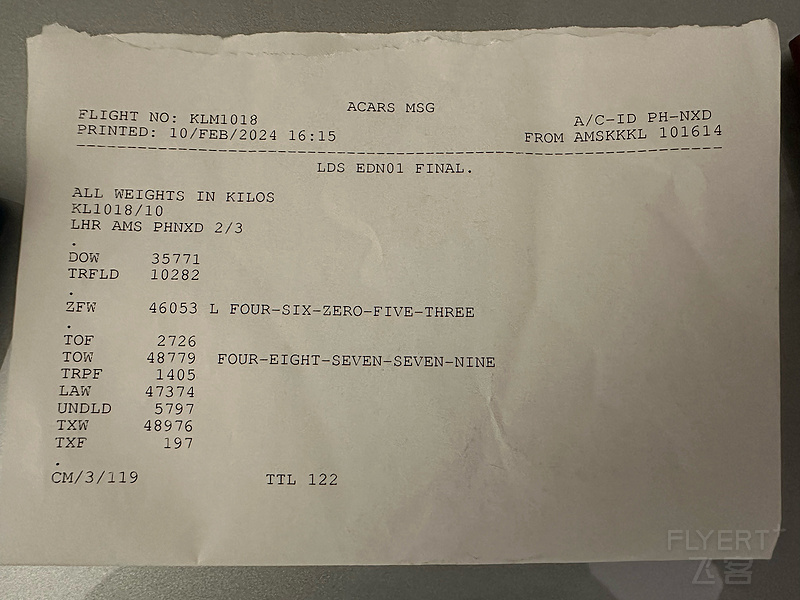 ACARS MSG
FLIGHT NO: KLM1018 A/C-ID PH-NXD
PRINTED: 10/FEB/2024 16:15 FROM AMSKKKL 101614
--------------------------------------------------
LDS EDN01 FINAL.
ALL WEIGHTS IN KILOS
KL1018/10
LHR AMS PHNXD 2/3
.
DOW 35771
TRFLD 10282
.
ZFW 46053 L FOUR-SIX-ZERO-FIVE-THREE
.
TOF 2726
TOW 48779 FOUR-EIGHT-SEVEN-SEVEN-NINE
TRPF 1405
LAW 47374
UNDLD 5797
TXW 48976
TXF 197
.
CM/3/119 TTL 122
FLYERT
飞客